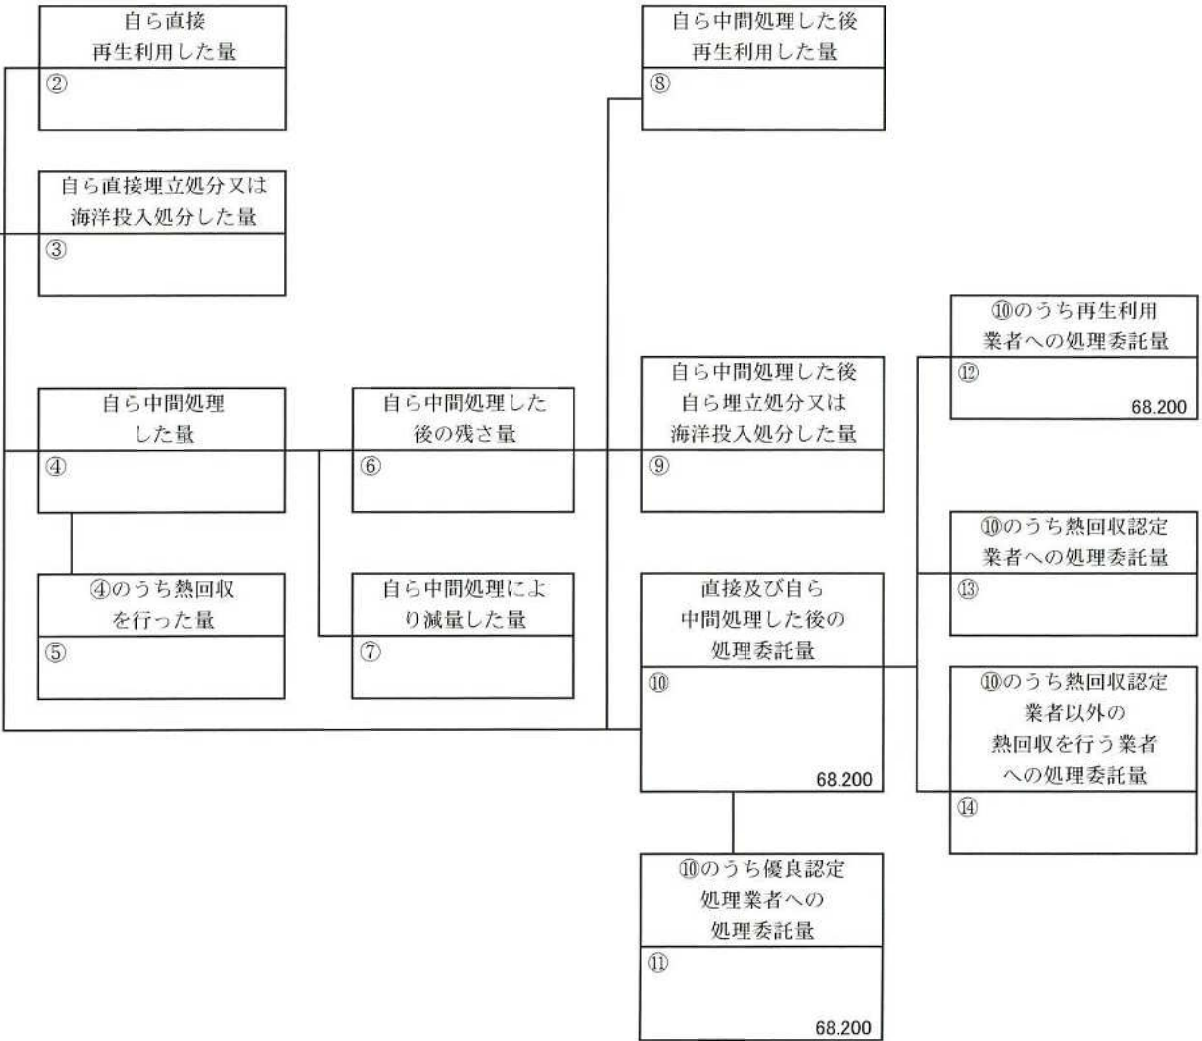 自ら直接
再生利用した量
②
自ら直接埋立処分又は
海洋投入処分した量
③
自ら中間処理
した量
④
④のうち熱回収
を行った量
⑤
自ら中間処理した
後の残さ量
⑥
自ら中間処理によ
り減量した量
⑦
自ら中間処理した後
再生利用した量
⑧
自ら中間処理した後
自ら埋立処分又は
海洋投入処分した量
⑨
直接及び自ら
中間処理した後の
処理委託量
⑩
68.200
⑩のうち優良認定
処理業者への
処理委託量
⑪
68.200
⑩のうち再生利用
業者への処理委託量
⑫
68.200
⑩のうち熱回収認定
業者への処理委託量
⑬
⑩のうち熱回収認定
業者以外の
熱回収を行う業者
への処理委託量
⑭